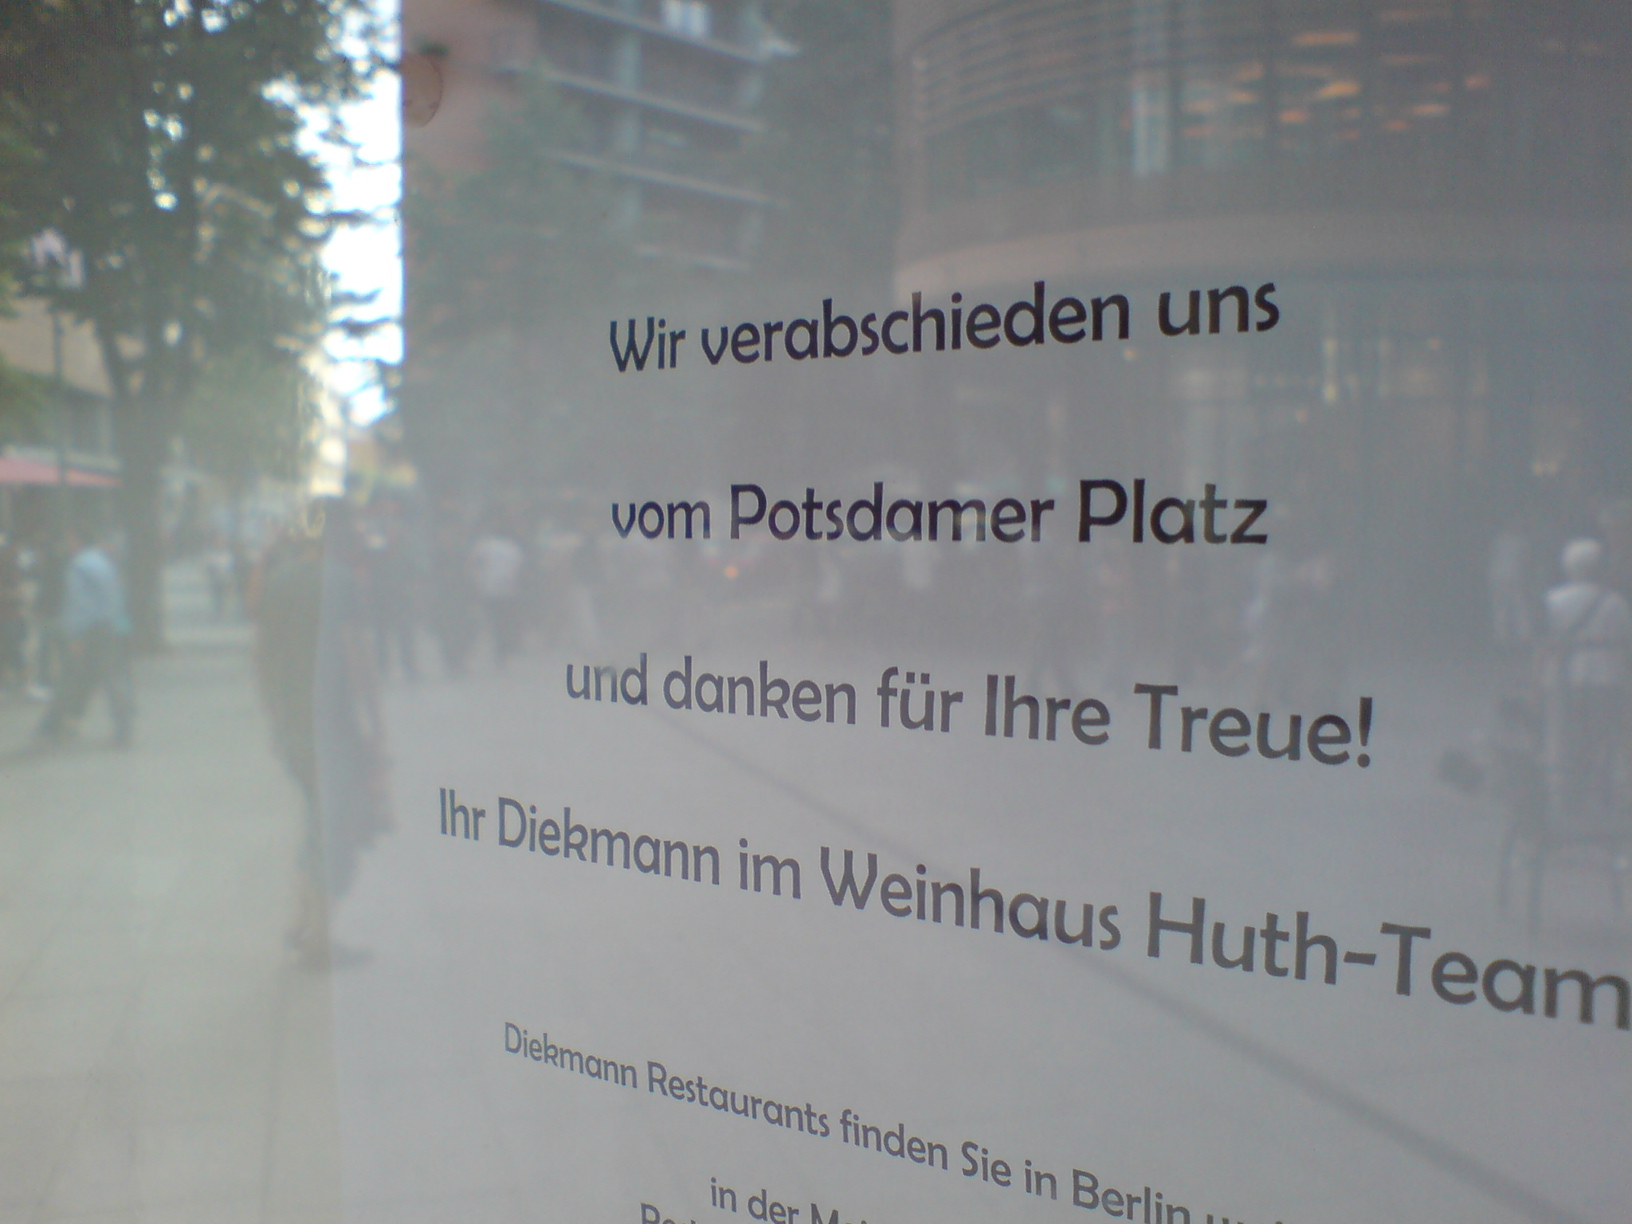 Wir verabschieden uns
vom Potsdamer Platz
und danken für Ihre Treue!
Ihr Diekmann im Weinhaus Huth-Team
Diekmann Restaurants finden Sie in Berlin
in der